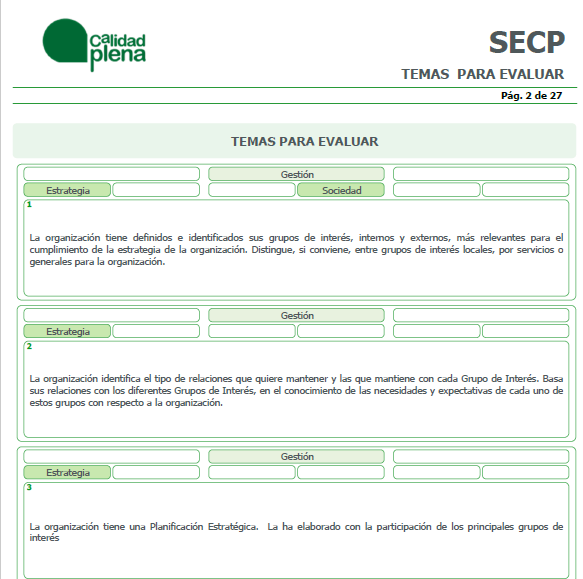 Calidad
plena
SECP
TEMAS PARA EVALUAR
Pág. 2 de 27
TEMAS PARA EVALUAR
Gestión
Estrategia Sociedad
1
La organización tiene definidos e identificados sus grupos de interés, internos y externos, más relevantes para el
cumplimiento de la estrategia de la organización. Distingue, si conviene, entre grupos de interés locales, por servicios o
generales para la organización.
Gestión
Estrategia
2
La organización identifica el tipo de relaciones que quiere mantener y las que mantiene con cada Grupo de Interés. Basa
sus relaciones con los diferentes Grupos de Interés, en el conocimiento de las necesidades y expectativas de cada uno de
estos grupos con respecto a la organización.
Gestión
Estrategia
3
La organización tiene una Planificación Estratégica. La ha elaborado con la participación de los principales grupos de
interés